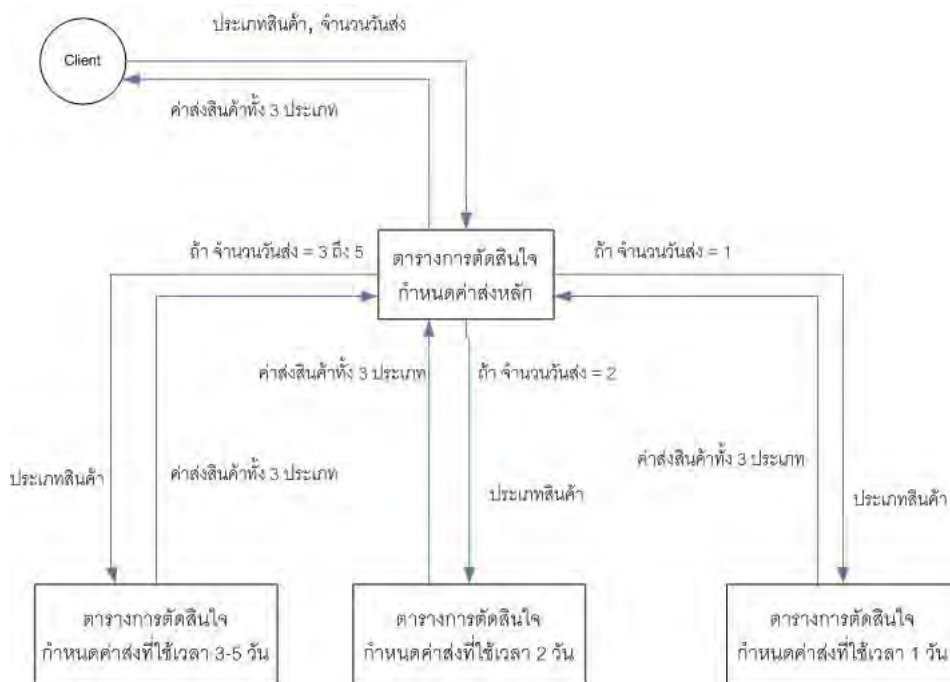 ประเภทสินค้า, จำนวนวันส่ง
Client
ค่าส่งสินค้าทั้ง 3 ประเภท
ถ้า จำนวนวันส่ง = 3 ถึง 5
ตารางการตัดสินใจ
กำหนดค่าส่งหลัก
ถ้า จำนวนวันส่ง = 1
ค่าส่งสินค้าทั้ง 3 ประเภท
ถ้า จำนวนวันส่ง = 2
ประเภทสินค้า
ค่าส่งสินค้าทั้ง 3 ประเภท
ประเภทสินค้า
ค่าส่งสินค้าทั้ง 3 ประเภท
ประเภทสินค้า
ตารางการตัดสินใจ
กำหนดค่าส่งที่ใช้เวลา 3-5 วัน
ตารางการตัดสินใจ
กำหนดค่าส่งที่ใช้เวลา 2 วัน
ตารางการตัดสินใจ
กำหนดค่าส่งที่ใช้เวลา 1 วัน